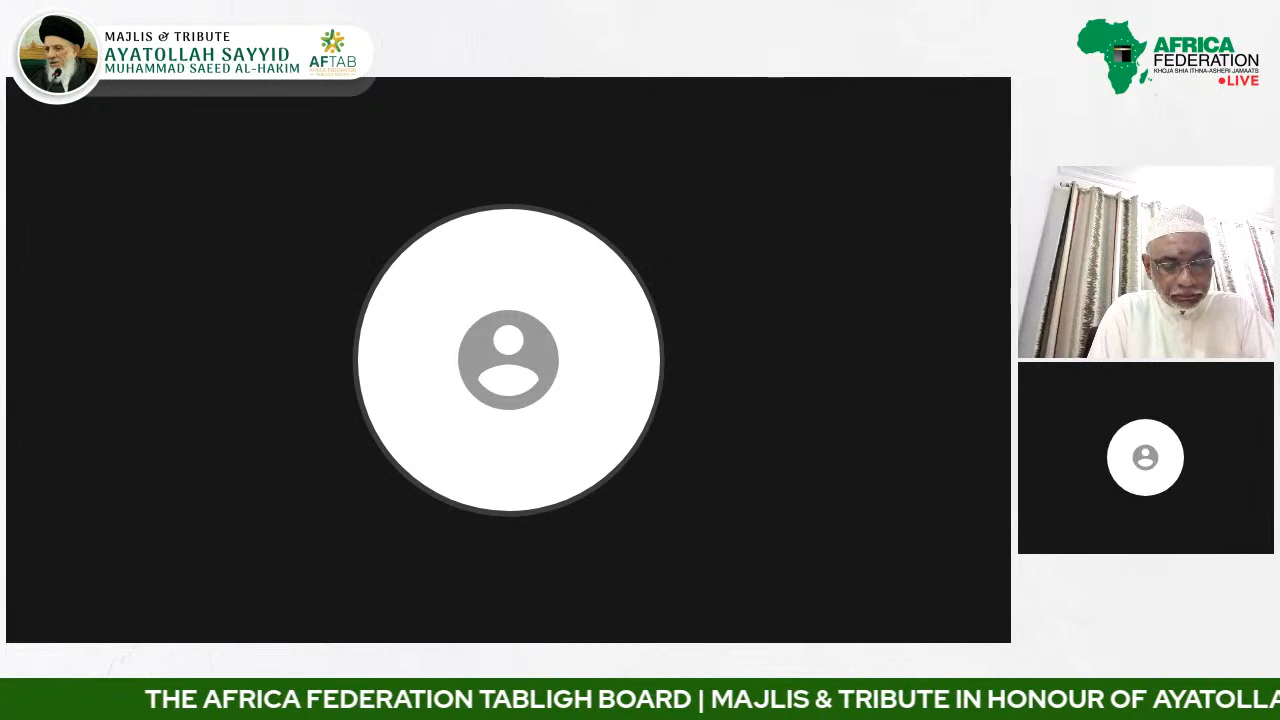 MAJLIS & TRIBUTE
AYATOLLAH SAYYID
MUHAMMAD SAEED AL-HAKIM
AFTAB
AFRICA
FEDERATION
KHOJA SHIA ITHNA-ASHERI JAMAATS
LIVE
THE AFRICA FEDERATION TABLIGH BOARD | MAJLIS & TRIBUTE IN HONOUR OF AYATOLLA